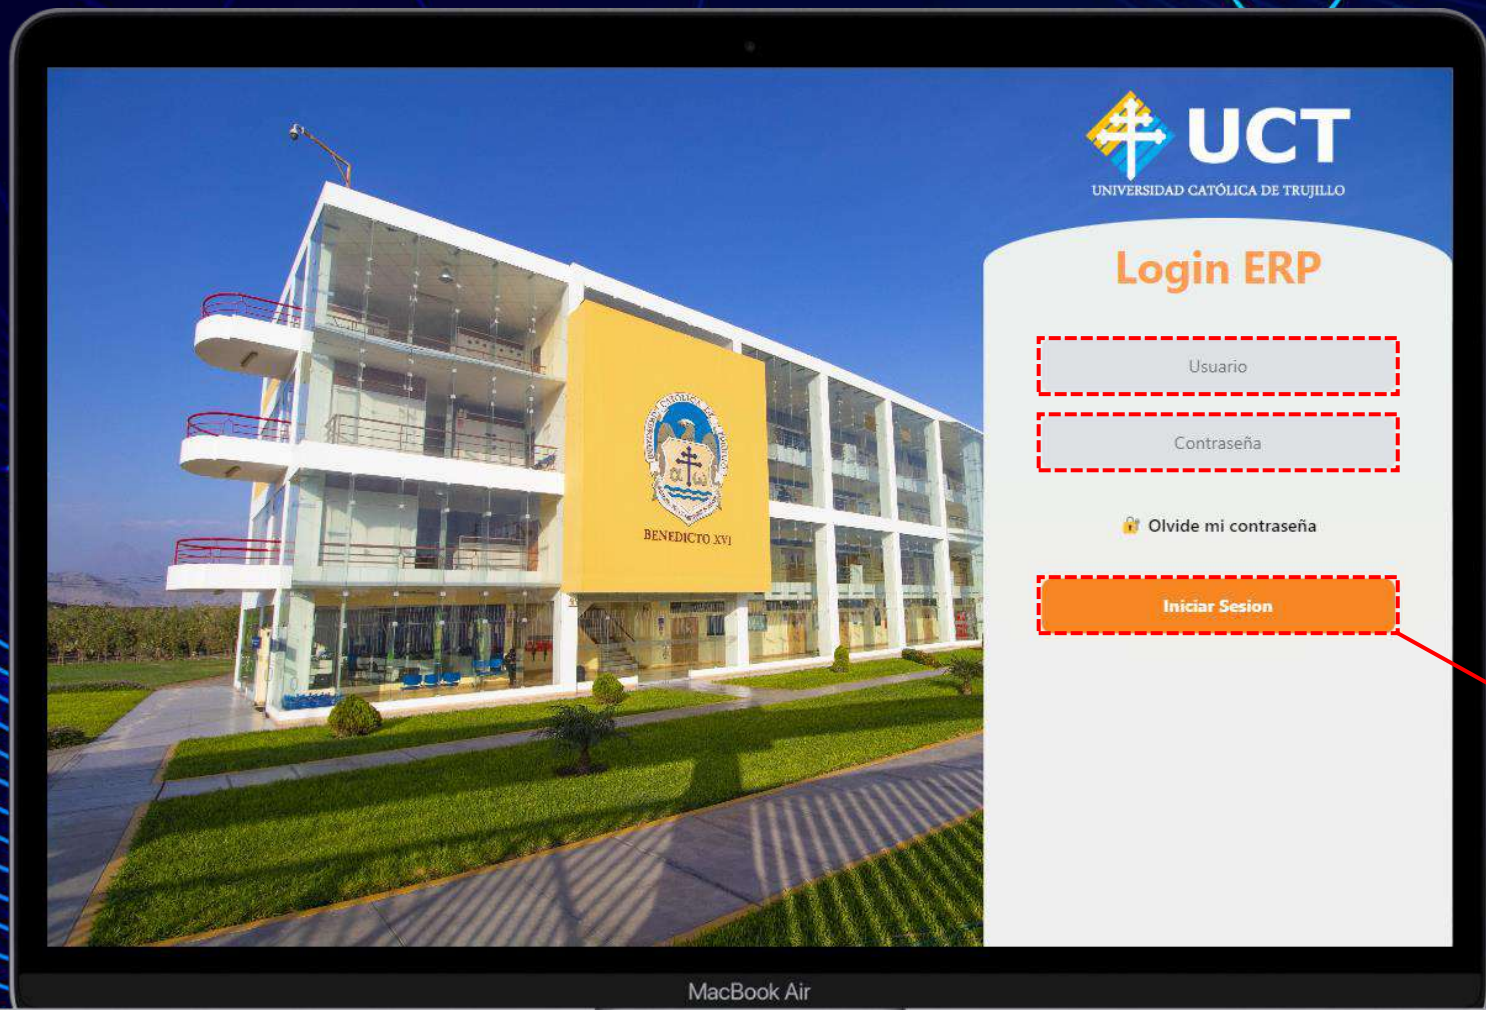 UCT
UNIVERSIDAD CATÓLICA DE TRUJILLO
Login ERP
Usuario
Contraseña
Olvide mi contraseña
Iniciar Sesion
α ω
BENEDICTO XVI
MacBook Air